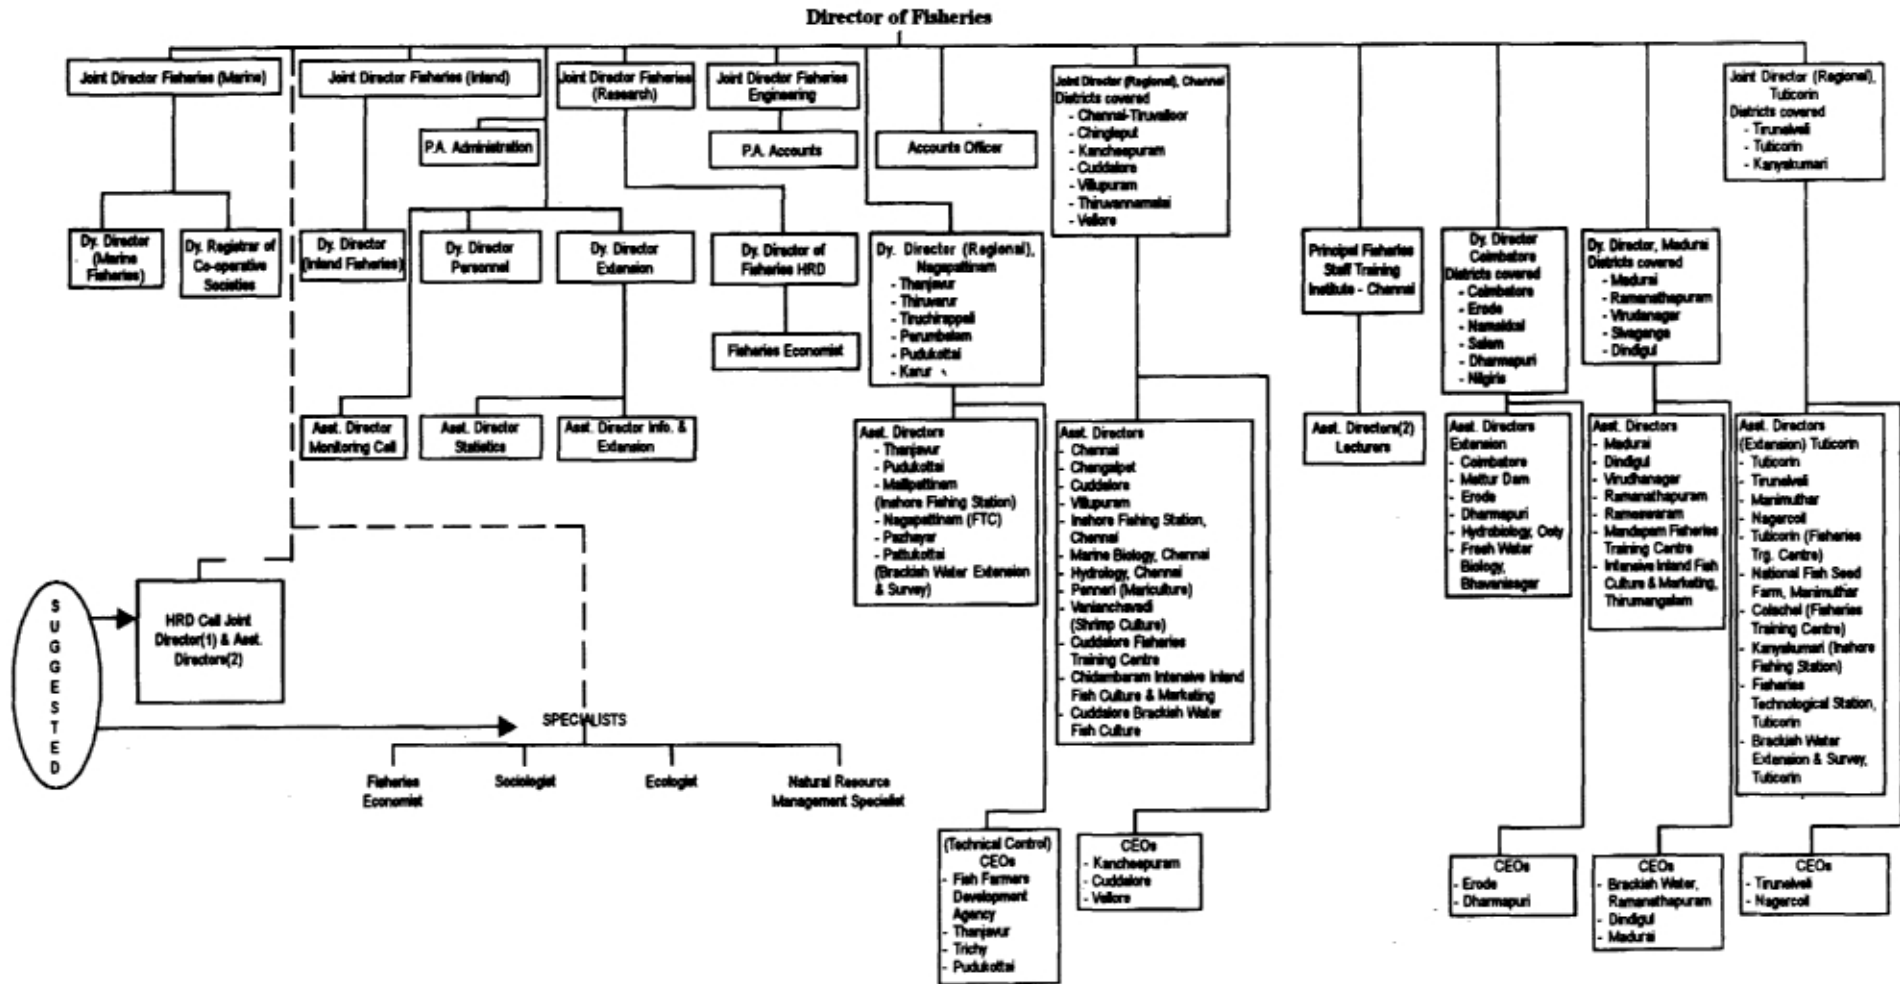 Director of Fisheries
Joint Director Fisheries (Marine)
Joint Director Fisheries (Inland)
Joint Director Fisheries
(Research)
Joint Director Fisheries
Engineering
Joint Director (Regional), Chennai
Districts covered
- Chennai-Tiruvalloor
- Chingleput
- Kancheepuram
- Cuddalore
- Villupuram
- Thiruvannamalai
- Vellore
Joint Director (Regional),
Tuticorin
Districts covered
- Tirunelveli
- Tuticorin
- Kanyakumari
P.A. Administration
P.A. Accounts
Accounts Officer
Dy. Director
(Marine
Fisheries)
Dy. Registrar of
Co-operative
Societies
Dy. Director
(Inland Fisheries)
Dy. Director
Personnel
Dy. Director
Extension
Dy. Director of
Fisheries HRD
Dy. Director (Regional),
Nagapattinam
- Thanjavur
- Thiruvarur
- Tiruchirappali
- Perumbalam
- Pudukottai
- Karur
Principal Fisheries
Staff Training
Institute - Chennai
Dy. Director
Coimbatore
Districts covered
- Coimbatore
- Erode
- Namakkal
- Salem
- Dharmapuri
- Nilgiris
Dy. Director, Madurai
Districts covered
- Madurai
- Ramanathapuram
- Virudanagar
- Sivaganga
- Dindigul
Fisheries Economist
Asst. Director
Monitoring Cell
Asst. Director
Statistics
Asst. Director Info. &
Extension
Asst. Directors
- Thanjavur
- Pudukottai
- Mallipattinam
(Inshore Fishing Station)
- Nagapattinam (FTC)
- Pazhayar
- Pattukottai
(Brackish Water Extension
& Survey)
Asst. Directors
- Chennai
- Chengalpet
- Cuddalore
- Villupuram
- Inshore Fishing Station,
Chennai
- Marine Biology, Chennai
- Hydrology, Chennai
- Ponneri (Mariculture)
- Vanianchavadi
(Shrimp Culture)
- Cuddalore Fisheries
Training Centre
- Chidambaram Intensive Inland
Fish Culture & Marketing
- Cuddalore Brackish Water
Fish Culture
Asst. Directors(2)
Lecturers
Asst. Directors
Extension
- Coimbatore
- Mettur Dam
- Erode
- Dharmapuri
- Hydrobiology, Ooty
- Fresh Water
Biology,
Bhavanisagar
Asst. Directors
- Madurai
- Dindigul
- Virudhanagar
- Ramanathapuram
- Rameswaram
- Mandapam Fisheries
Training Centre
- Intensive Inland Fish
Culture & Marketing,
Thirumangalam
Asst. Directors
(Extension) Tuticorin
- Tuticorin
- Tirunelveli
- Manimuthar
- Nagercoil
- Tuticorin (Fisheries
Trg. Centre)
- National Fish Seed
Farm, Manimuthar
- Colachel (Fisheries
Training Centre)
- Kanyakumari (Inshore
Fishing Station)
- Fisheries
Technological Station,
Tuticorin
- Brackish Water
Extension & Survey,
Tuticorin
SUGGESTED
HRD Cell Joint
Director(1) & Asst.
Directors(2)
SPECIALISTS
Fisheries
Economist
Sociologist
Ecologist
Natural Resource
Management Specialist
(Technical Control)
CEOs
- Fish Farmers
Development
Agency
- Thanjavur
- Trichy
- Pudukottai
CEOs
- Kancheepuram
- Cuddalore
- Vellore
CEOs
- Erode
- Dharmapuri
CEOs
- Brackish Water,
Ramanathapuram
- Dindigul
- Madurai
CEOs
- Tirunelveli
- Nagercoil